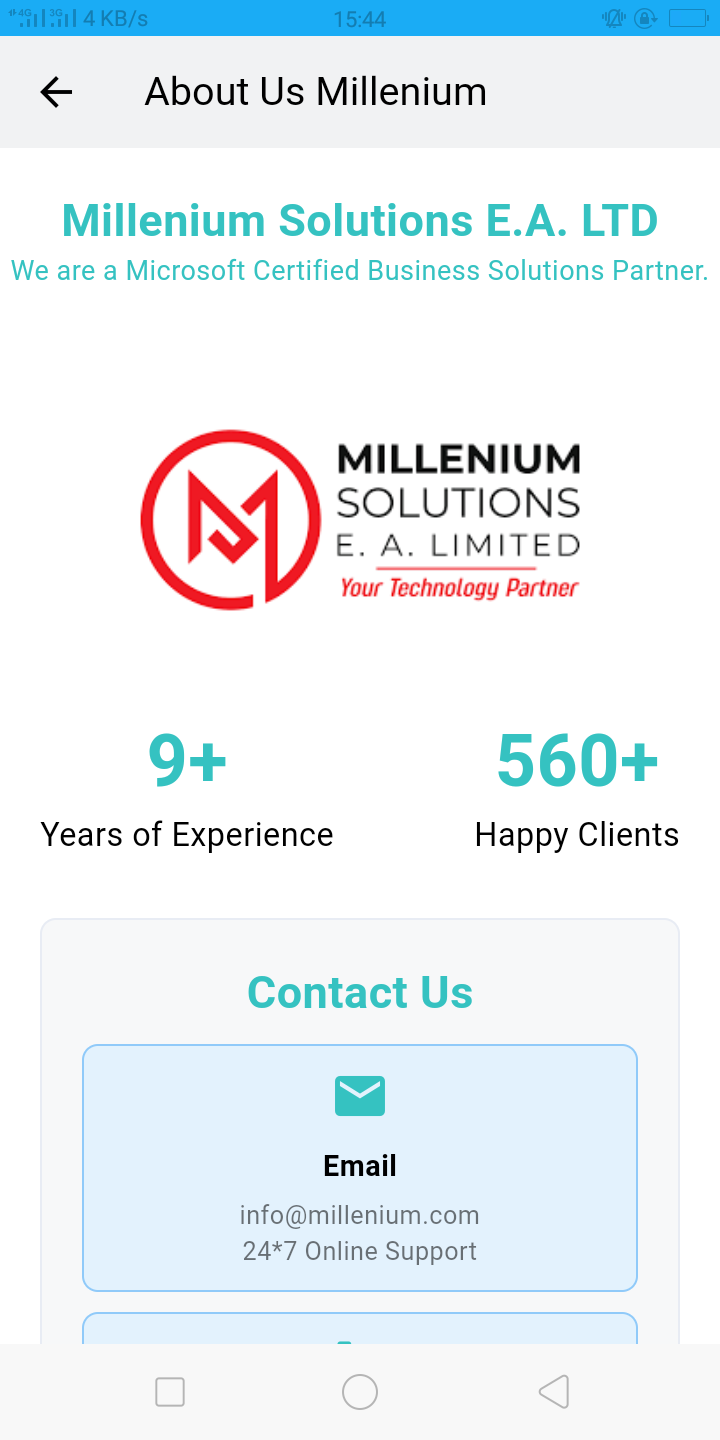 4G 3G 4 KB/s 15:44
About Us Millenium
Millenium Solutions E.A. LTD
We are a Microsoft Certified Business Solutions Partner.
MILLENIUM
SOLUTIONS
E. A. LIMITED
Your Technology Partner
9+ 560+
Years of Experience Happy Clients
Contact Us
Email
info@millenium.com
24*7 Online Support